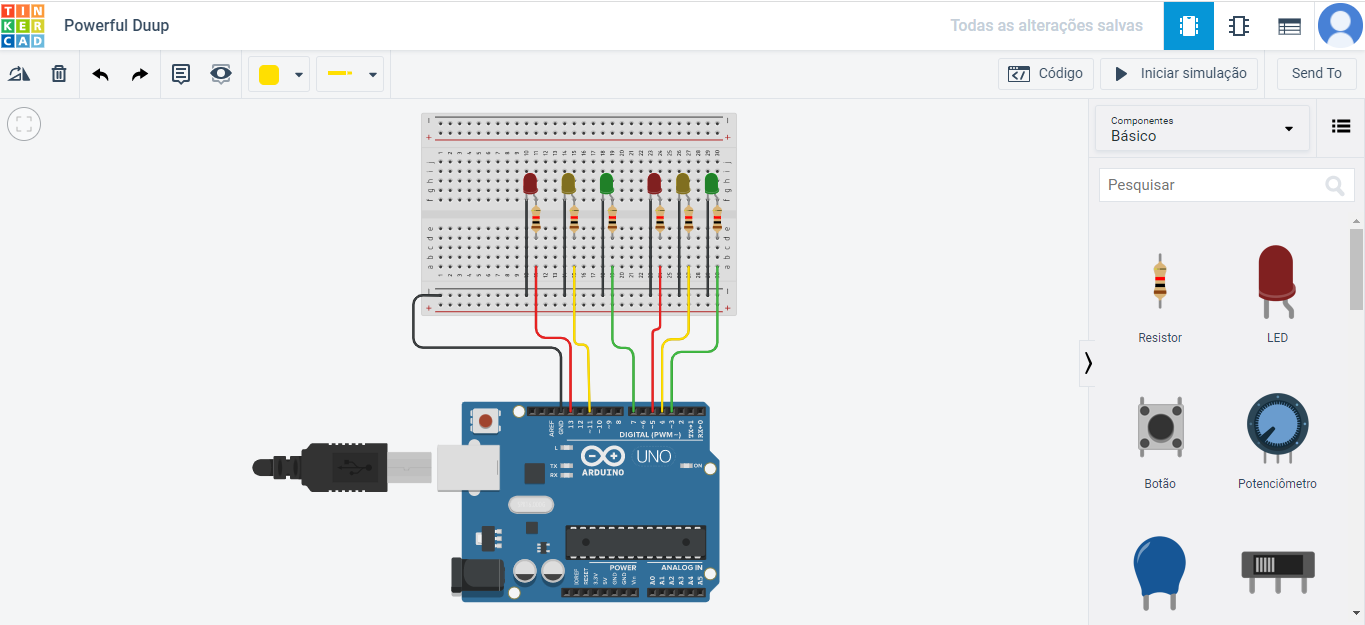 TIN
KER
CAD
Powerful Duup
Todas as alterações salvas
Código
Iniciar simulação
Send To
Componentes
Básico
Pesquisar
Resistor
LED
Botão
Potenciômetro
AREF
GND
13
12
~11
~10
~9
8
7
~6
~5
4
~3
2
TX→1
RX←0
DIGITAL (PWM~)
L
TX
RX
ARDUINO
UNO
ON
POWER
ANALOG IN
IOREF
RESET
3.3V
5V
GND
GND
Vin
A0
A1
A2
A3
A4
A5